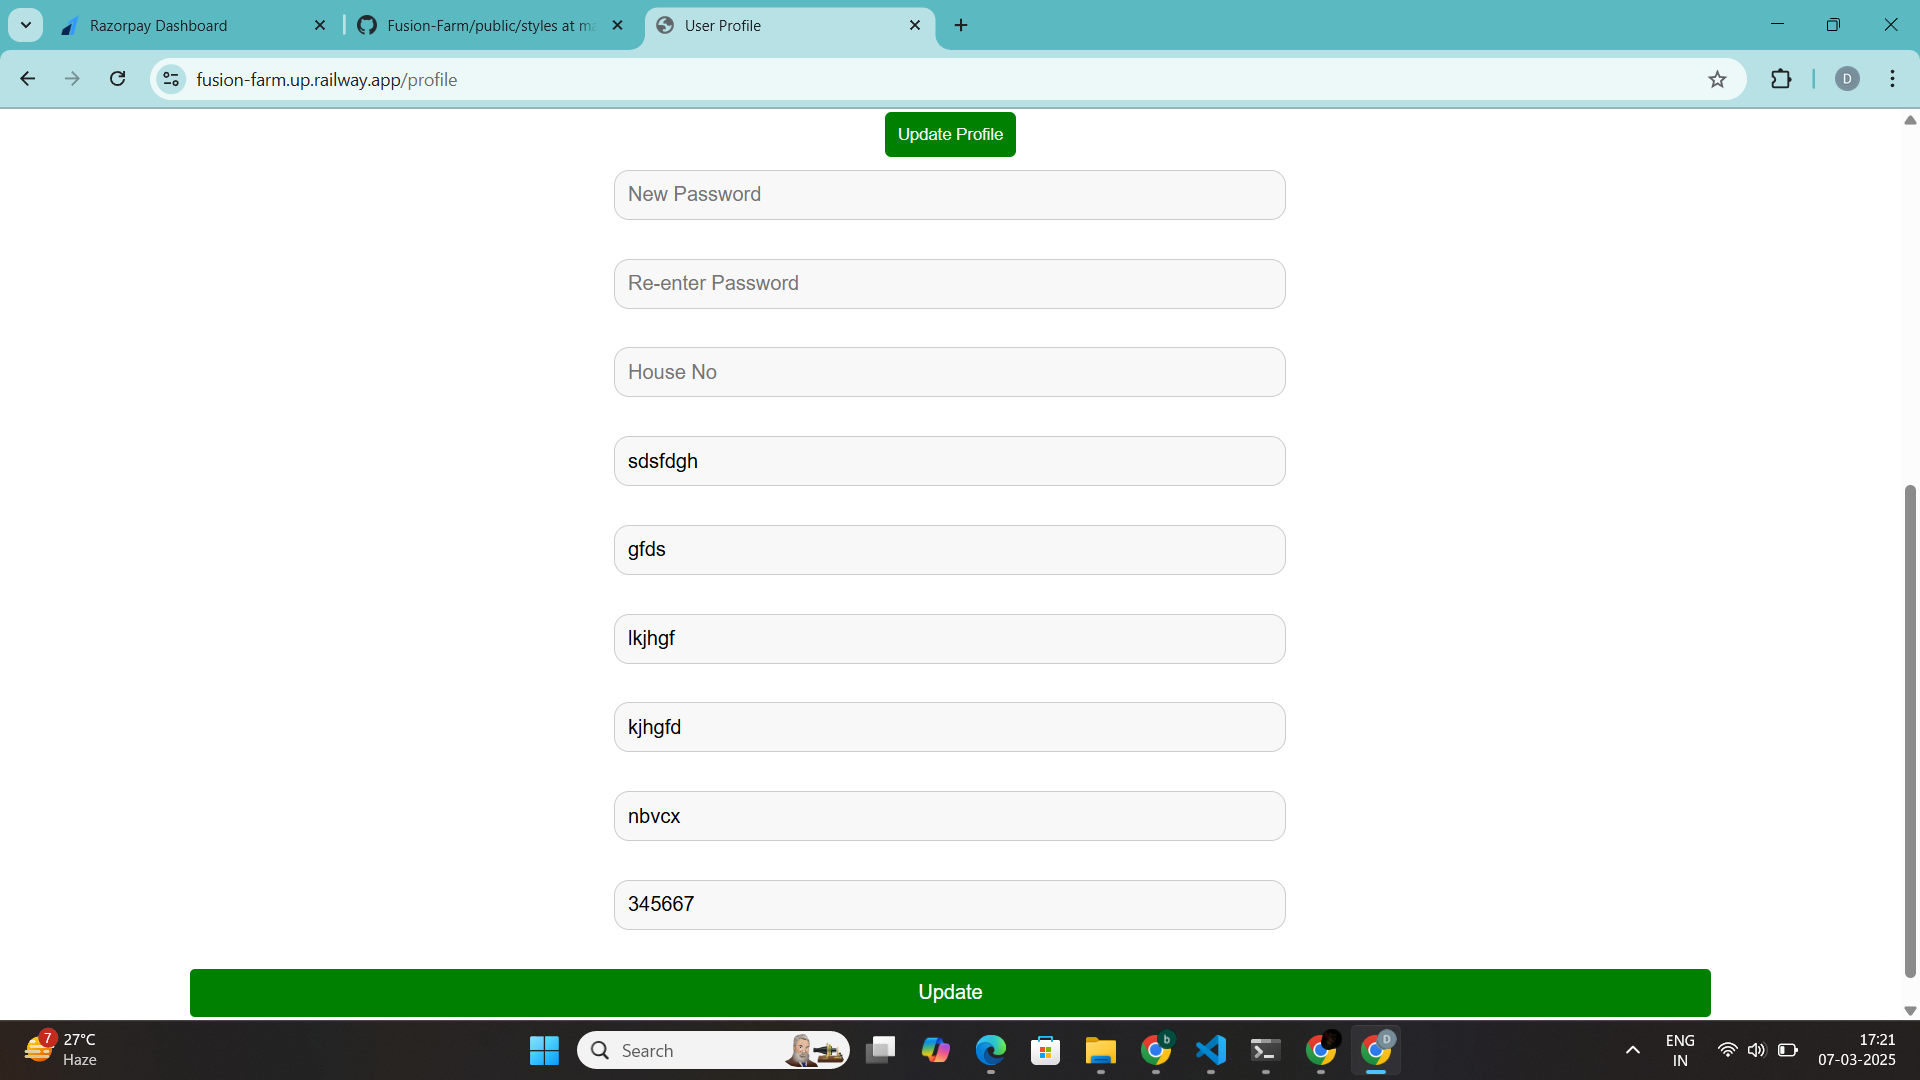 Razorpay Dashboard
Fusion-Farm/public/styles at ma
User Profile
fusion-farm.up.railway.app/profile
D
Update Profile
New Password
Re-enter Password
House No
sdsfdgh
gfds
lkjhgf
kjhgfd
nbvcx
345667
Update
7
27°C
Haze
Search
b
D
ENG
IN
17:21
07-03-2025